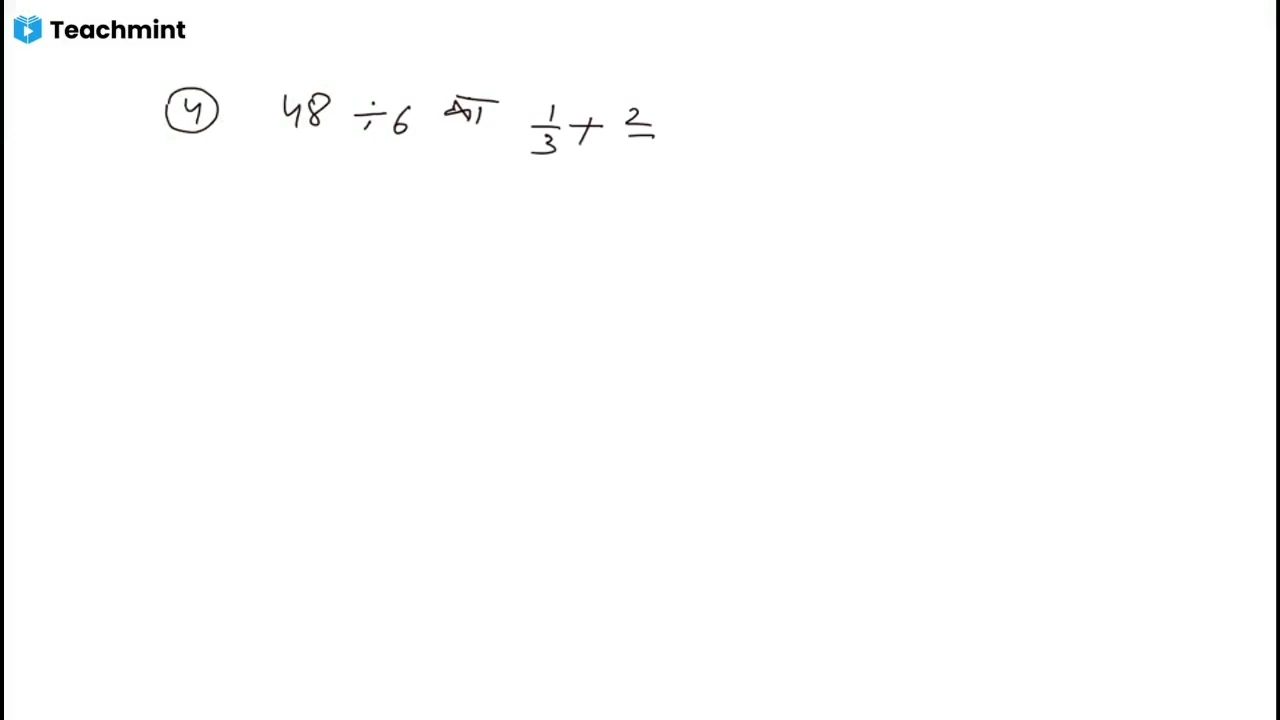 Teachmint
④ 48 ÷ 6 का 1/3 + 2/